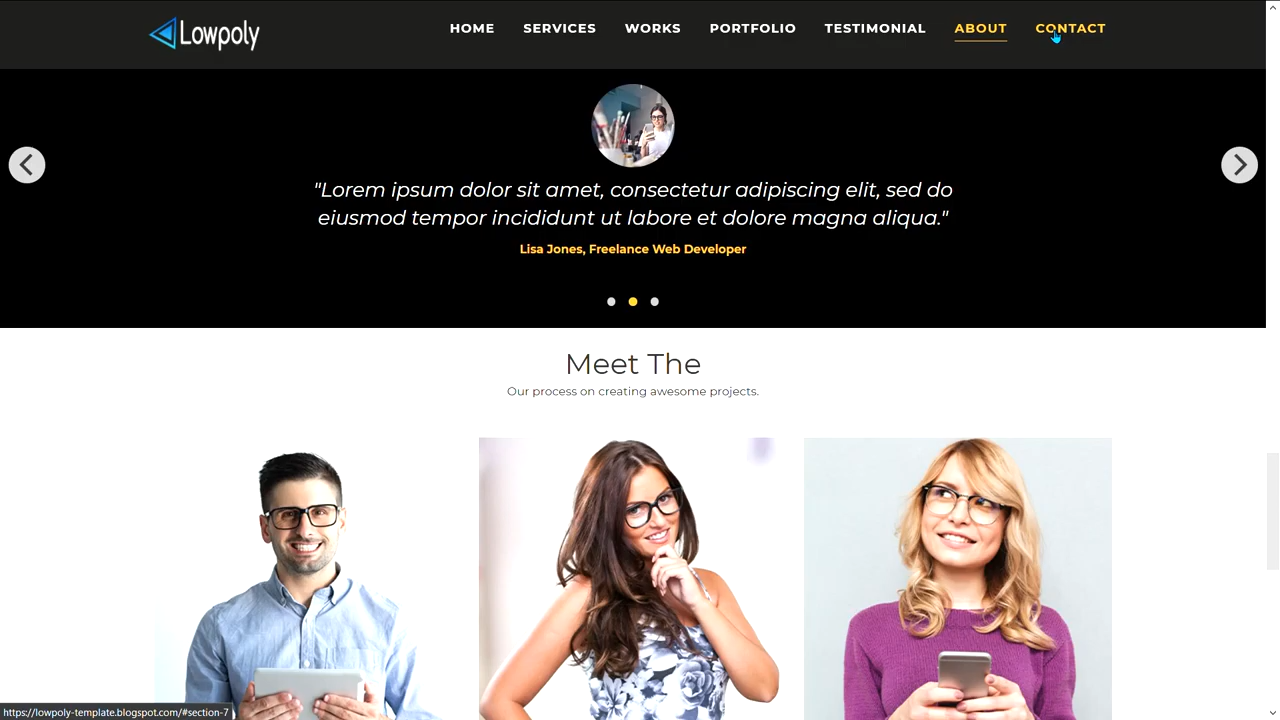 Lowpoly
HOME SERVICES WORKS PORTFOLIO TESTIMONIAL ABOUT CONTACT
"Lorem ipsum dolor sit amet, consectetur adipiscing elit, sed do
eiusmod tempor incididunt ut labore et dolore magna aliqua."
Lisa Jones, Freelance Web Developer
Meet The
Our process on creating awesome projects.
https://lowpoly-template.blogspot.com/#section-7